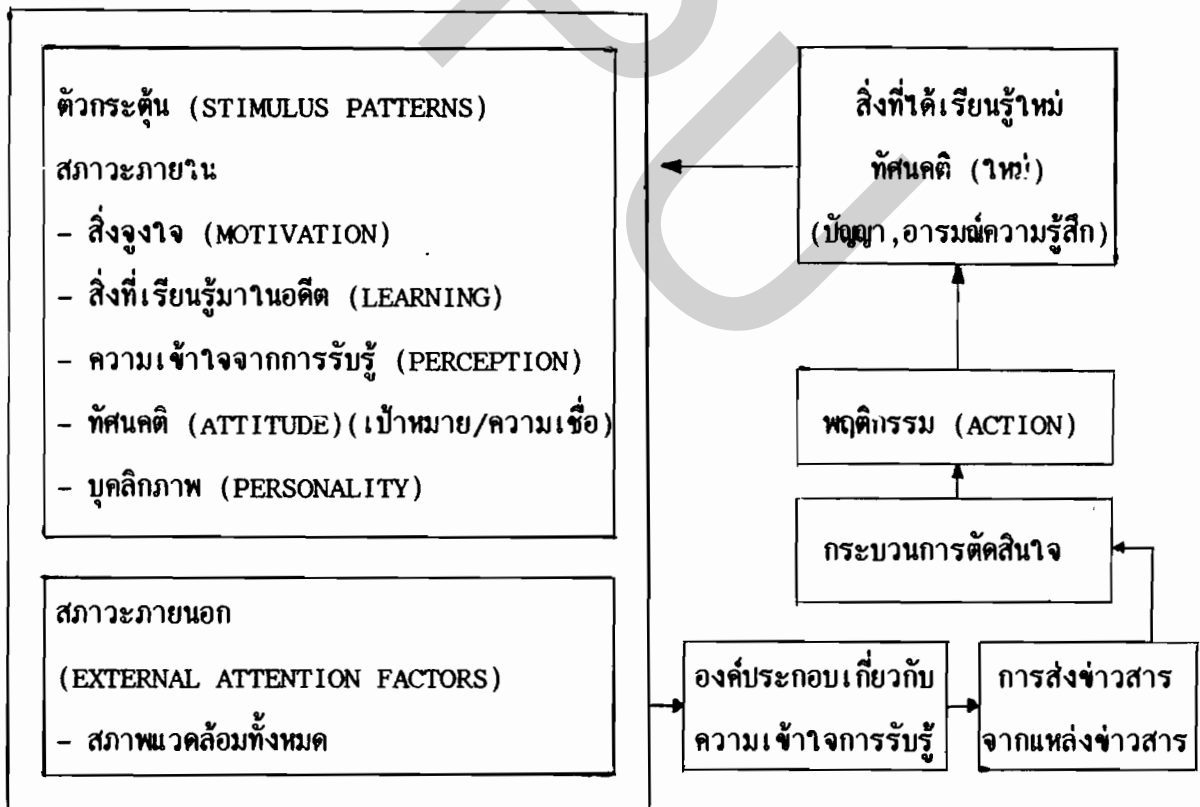 ตัวกระตุ้น (STIMULUS PATTERNS)
สภาวะภายใน
- สิ่งจูงใจ (MOTIVATION)
- สิ่งที่เรียนรู้มาในอดีต (LEARNING)
- ความเข้าใจจากการรับรู้ (PERCEPTION)
- ทัศนคติ (ATTITUDE)(เป้าหมาย/ความเชื่อ)
- บุคลิกภาพ (PERSONALITY)
สภาวะภายนอก
(EXTERNAL ATTENTION FACTORS)
- สภาพแวดล้อมทั้งหมด
องค์ประกอบเกี่ยวกับ
ความเข้าใจการรับรู้
การส่งข่าวสาร
จากแหล่งข่าวสาร
กระบวนการตัดสินใจ
พฤติกรรม (ACTION)
สิ่งที่ได้เรียนรู้ใหม่
ทัศนคติ (ใหม่)
(ปัญญา,อารมณ์ความรู้สึก)